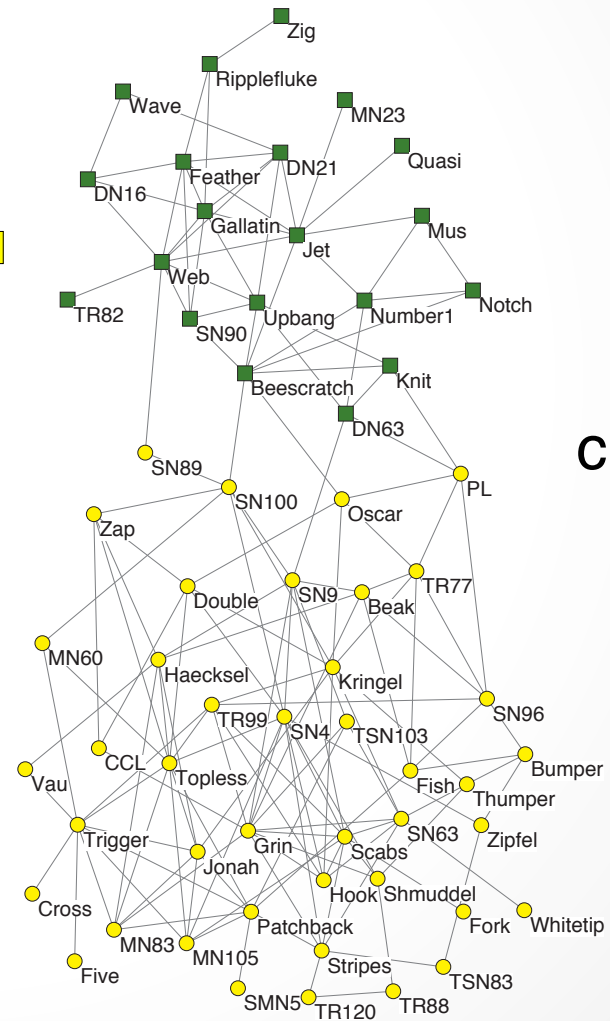 Zig
Ripplefluke
Wave
MN23
Quasi
DN21
Feather
DN16
Gallatin
Mus
Jet
Web
Notch
TR82
Upbang
Number1
SN90
Knit
Beescratch
DN63
C
SN89
PL
SN100
Oscar
Zap
TR77
SN9
Double
Beak
MN60
Haecksel
Kringel
SN96
TR99
SN4
TSN103
CCL
Bumper
Vau
Topless
Fish
Thumper
Trigger
SN63
Zipfel
Grin
Scabs
Jonah
Hook
Shmuddel
Cross
Patchback
Fork
Whitetip
MN83
MN105
Stripes
Five
TSN83
SMN5
TR120
TR88